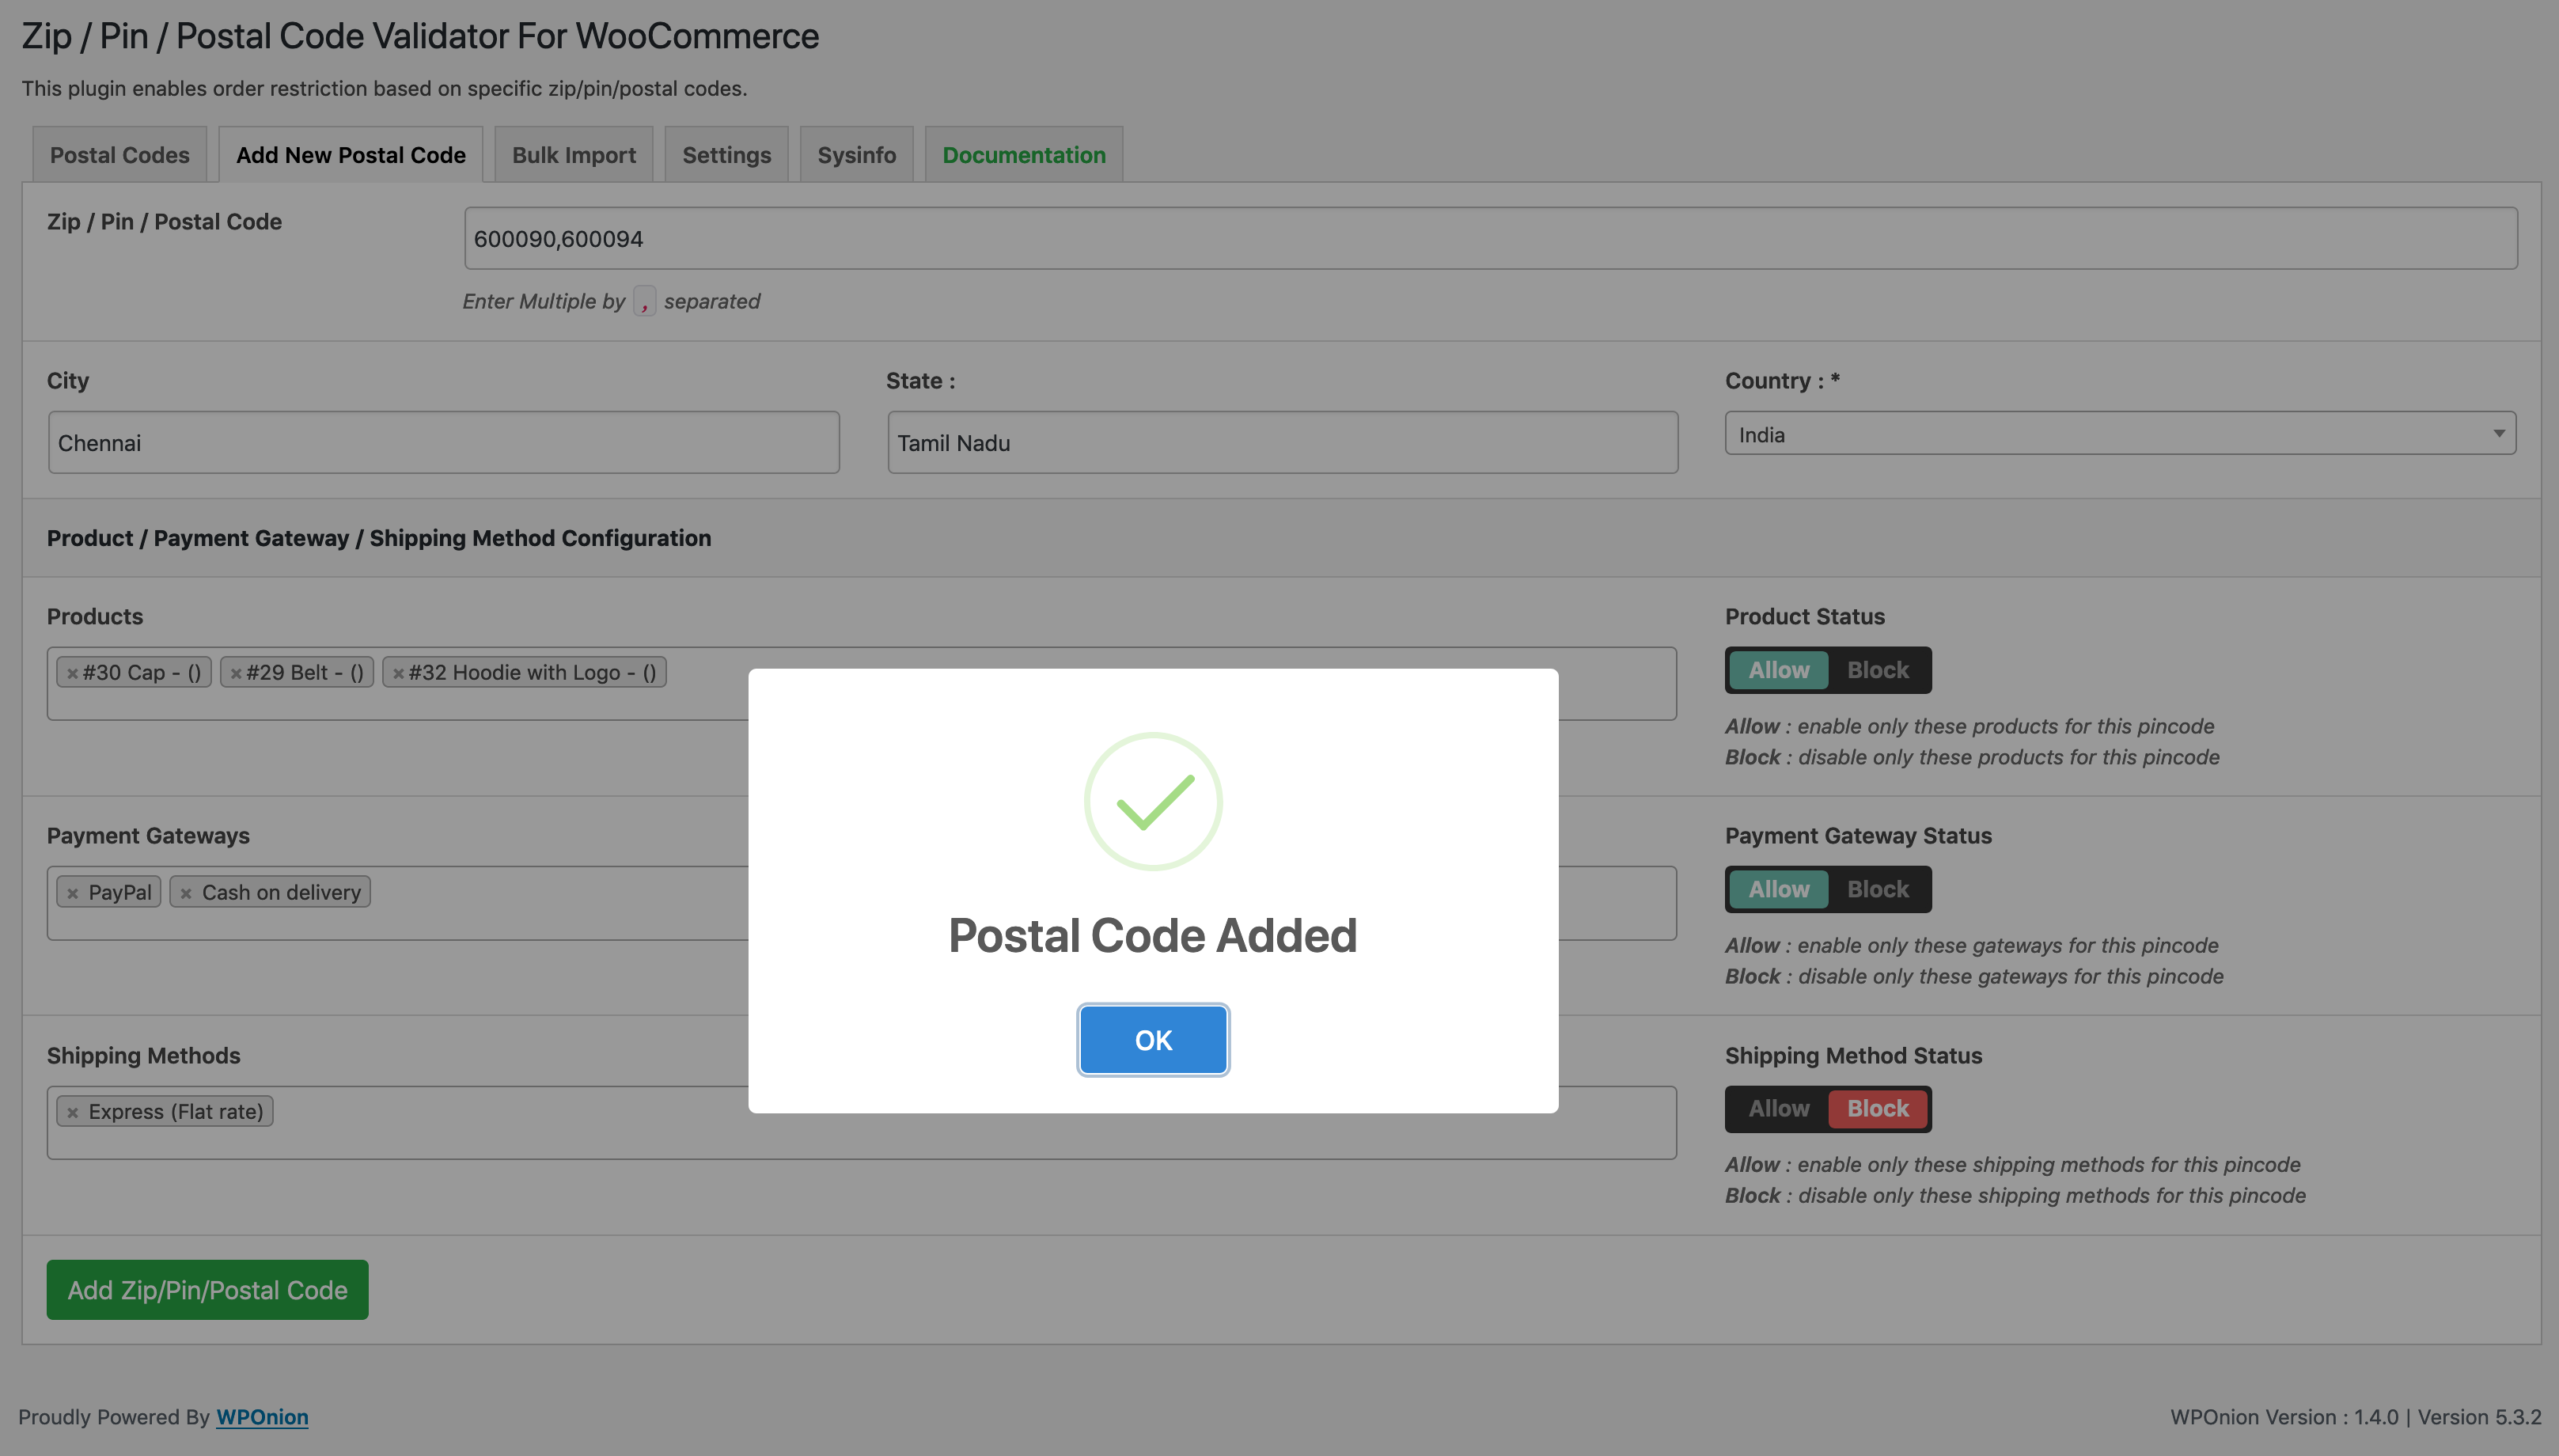 Zip / Pin / Postal Code Validator For WooCommerce
This plugin enables order restriction based on specific zip/pin/postal codes.
Postal Codes
Add New Postal Code
Bulk Import
Settings
Sysinfo
Documentation
Zip / Pin / Postal Code
600090,600094
Enter Multiple by , separated
City
State :
Country : *
Chennai
Tamil Nadu
India
Product / Payment Gateway / Shipping Method Configuration
Products
Product Status
×#30 Cap - () ×#29 Belt - () ×#32 Hoodie with Logo - ()
Allow Block
Allow : enable only these products for this pincode
Block : disable only these products for this pincode
Payment Gateways
Payment Gateway Status
× PayPal × Cash on delivery
Allow Block
Allow : enable only these gateways for this pincode
Block : disable only these gateways for this pincode
Postal Code Added
OK
Shipping Methods
Shipping Method Status
× Express (Flat rate)
Allow Block
Allow : enable only these shipping methods for this pincode
Block : disable only these shipping methods for this pincode
Add Zip/Pin/Postal Code
Proudly Powered By WPOnion
WPOnion Version : 1.4.0 | Version 5.3.2